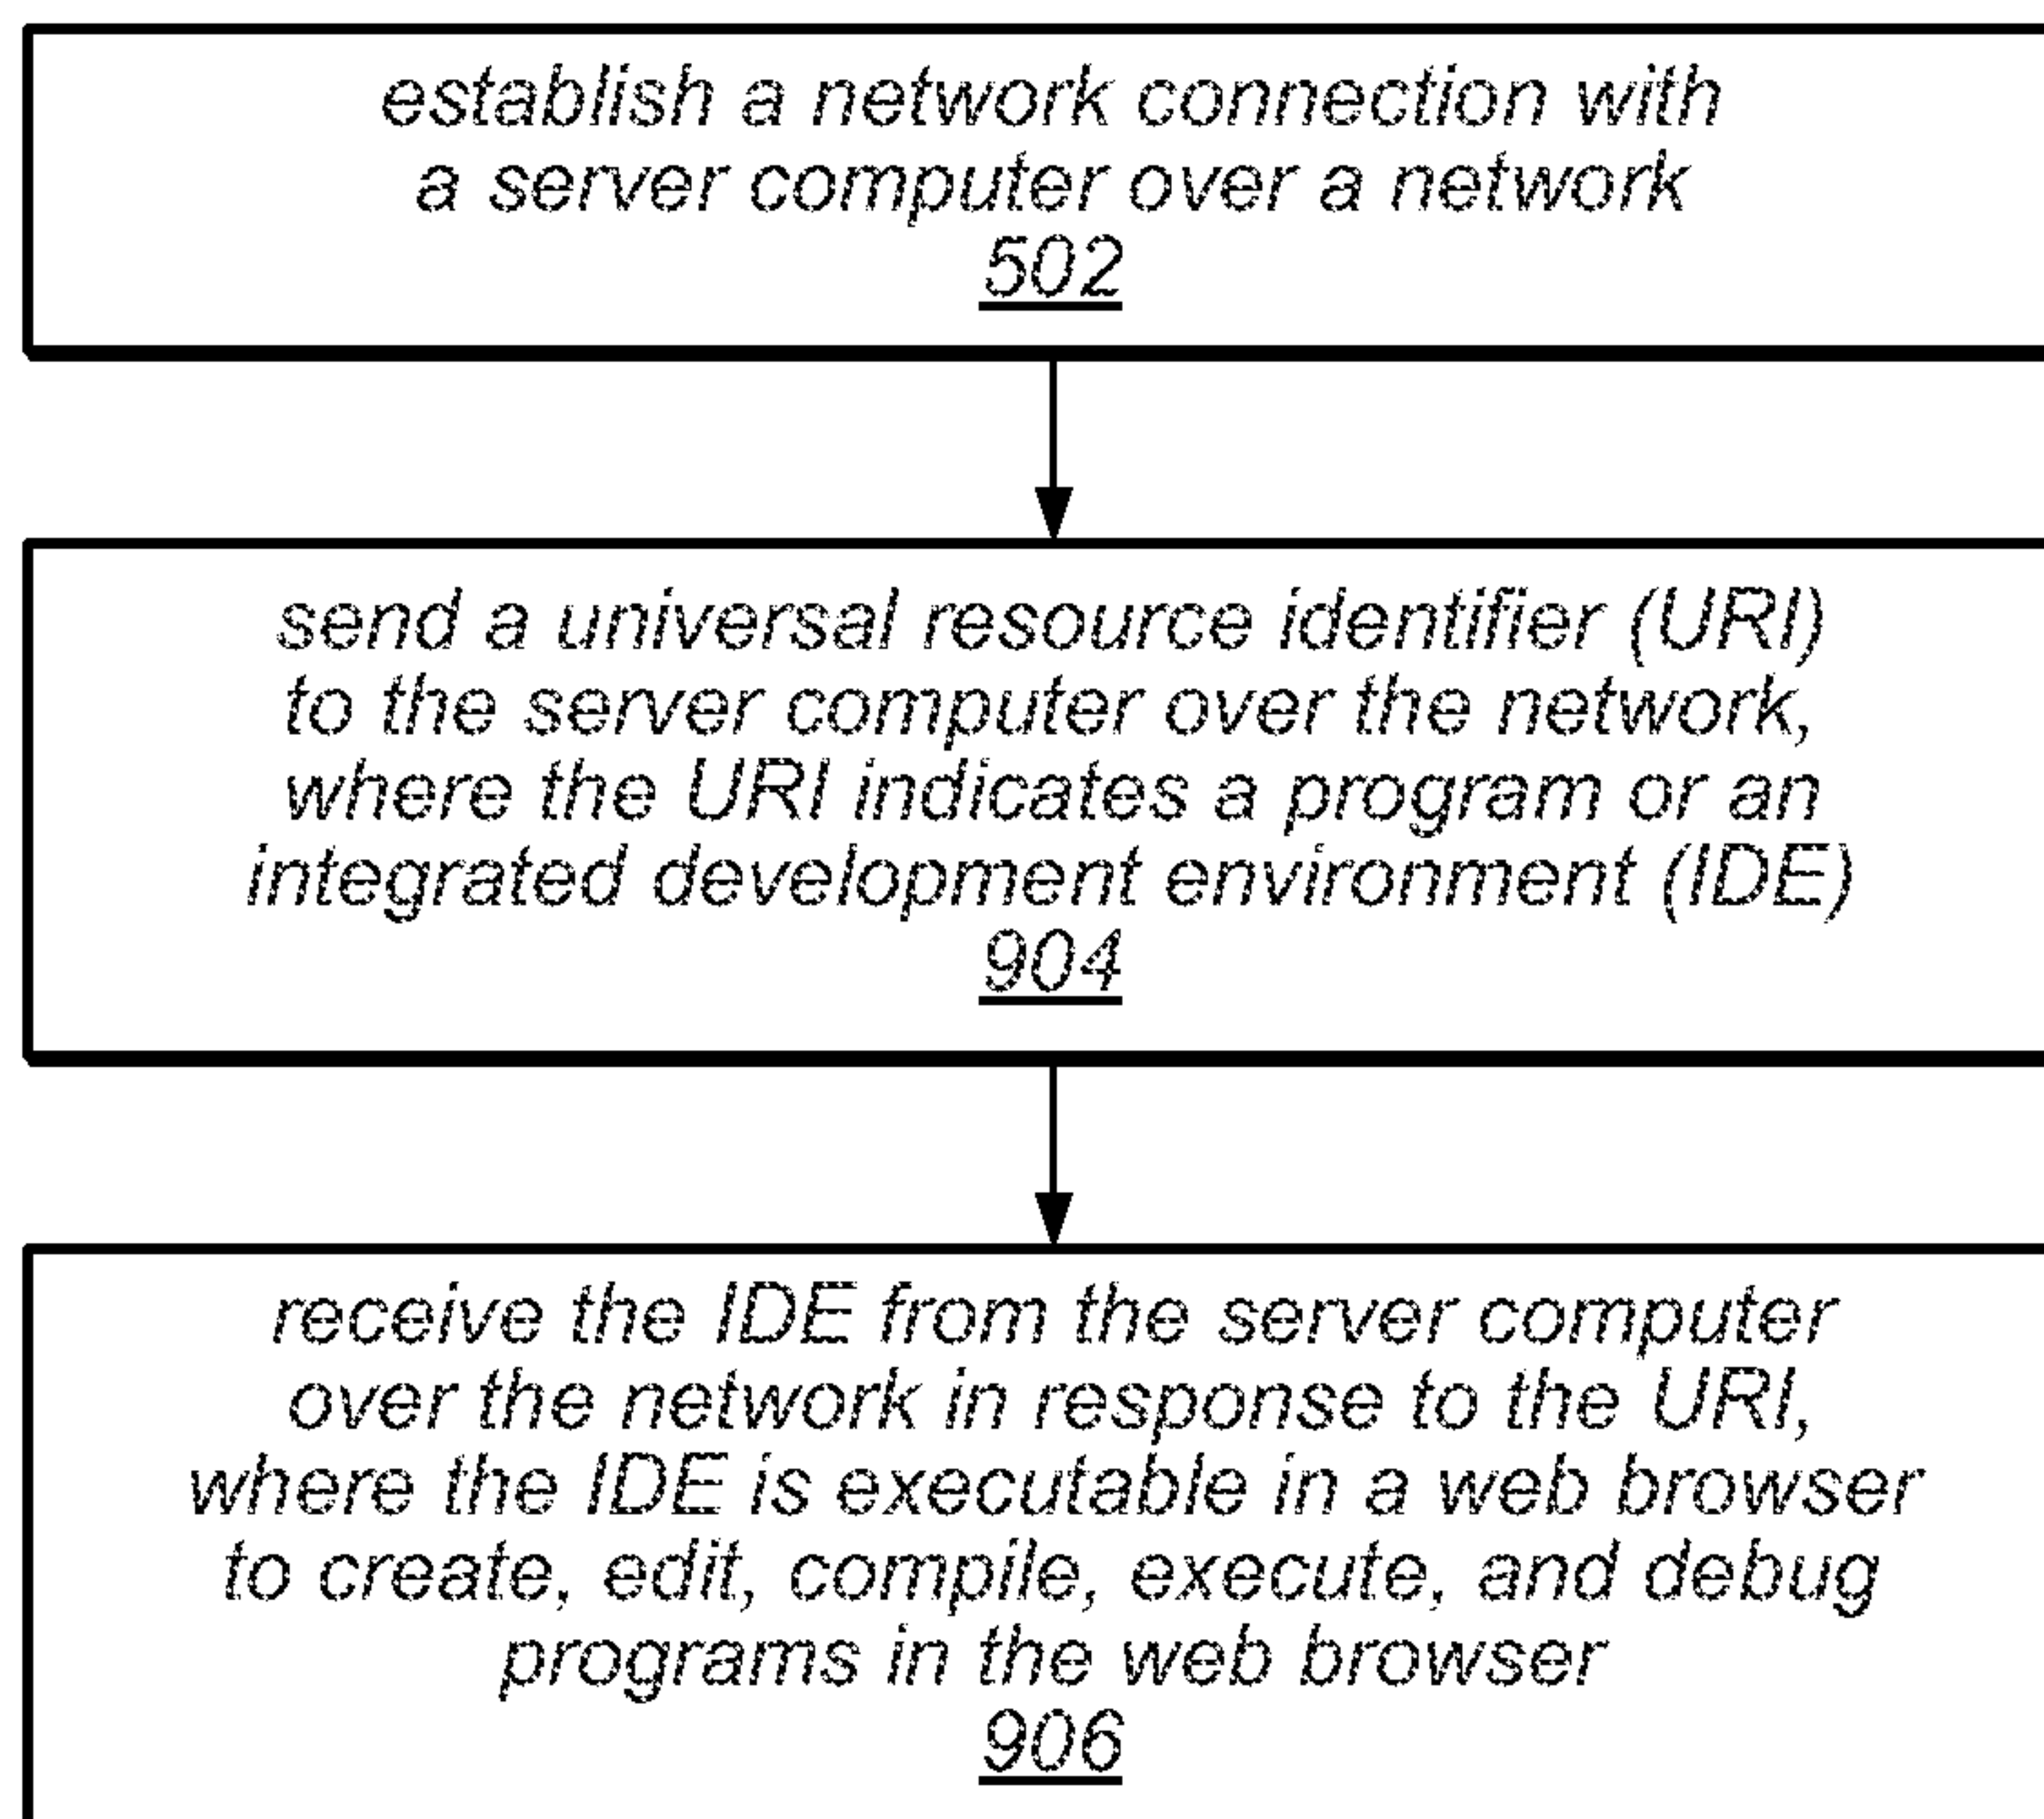 establish a network connection with
a server computer over a network
502
send a universal resource identifier (URI)
to the server computer over the network,
where the URI indicates a program or an
integrated development environment (IDE)
904
receive the IDE from the server computer
over the network in response to the URI,
where the IDE is executable in a web browser
to create, edit, compile, execute, and debug
programs in the web browser
906